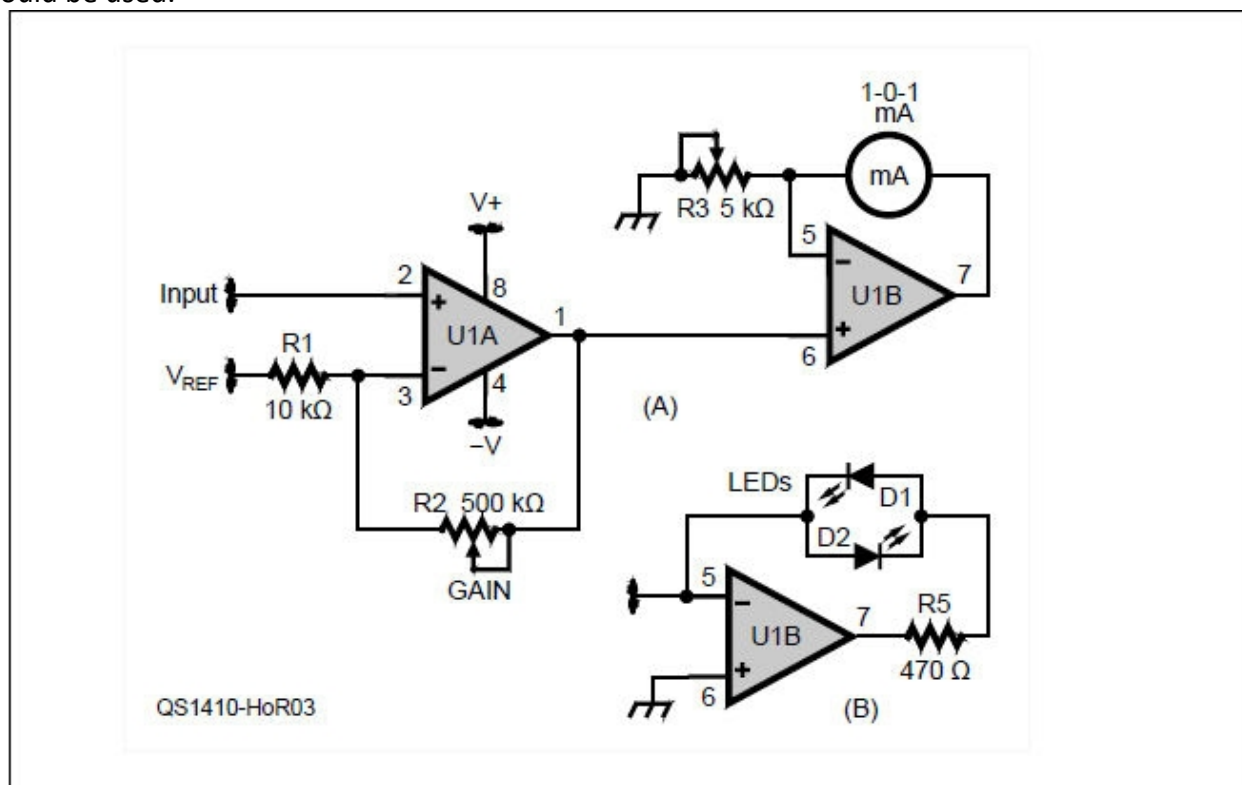 ould be used.
1-0-1
mA
mA
R3 5 kΩ
V+
5
7
2
8
Input
U1B
1
U1A
R1
6
VREF
4
3
10 kΩ
(A)
–V
LEDs
D1
R2 500 kΩ
D2
GAIN
5
R5
7
U1B
470 Ω
6
QS1410-HoR03
(B)